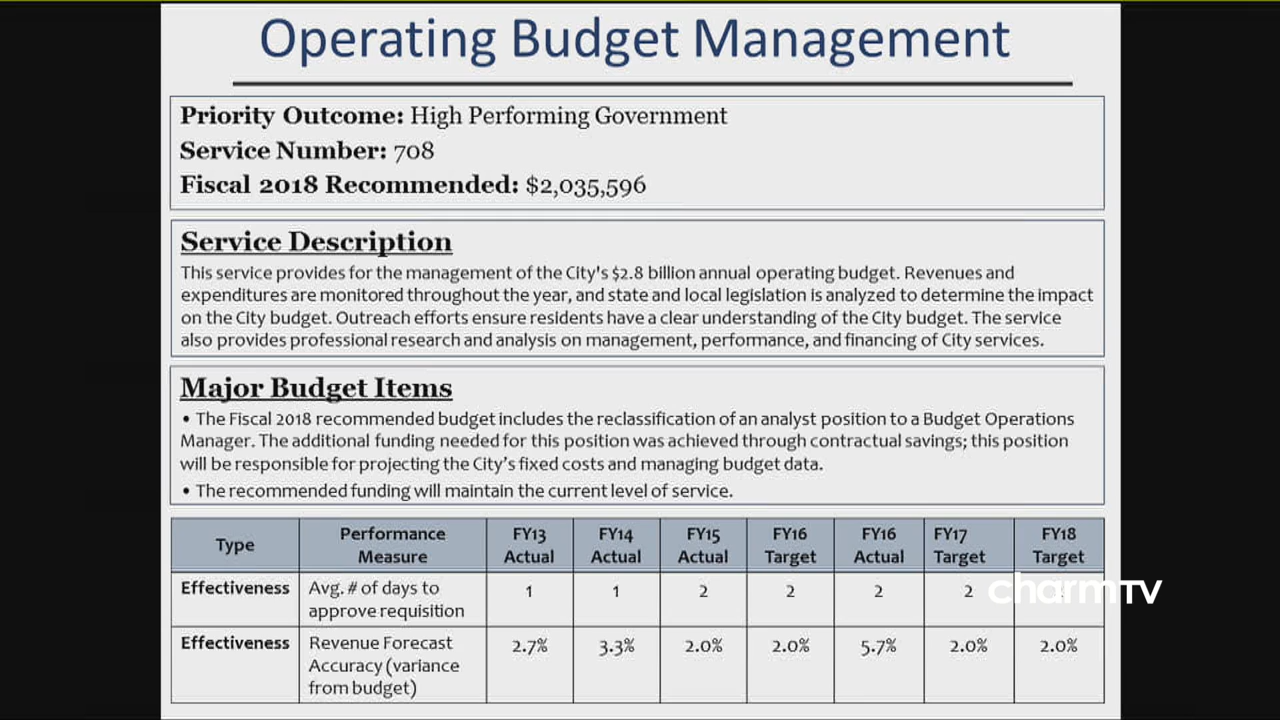 Operating Budget Management
Priority Outcome: High Performing Government
Service Number: 708
Fiscal 2018 Recommended: $2,035,596
Service Description
This service provides for the management of the City's $2.8 billion annual operating budget. Revenues and
expenditures are monitored throughout the year, and state and local legislation is analyzed to determine the impact
on the City budget. Outreach efforts ensure residents have a clear understanding of the City budget. The service
also provides professional research and analysis on management, performance, and financing of City services.
Major Budget Items
• The Fiscal 2018 recommended budget includes the reclassification of an analyst position to a Budget Operations
Manager. The additional funding needed for this position was achieved through contractual savings; this position
will be responsible for projecting the City's fixed costs and managing budget data.
• The recommended funding will maintain the current level of service.
Type Performance Measure FY13 Actual FY14 Actual FY15 Actual FY16 Target FY16 Actual FY17 Target FY18 Target
Effectiveness Avg. # of days to approve requisition 1 1 2 2 2 2
Effectiveness Revenue Forecast Accuracy (variance from budget) 2.7% 3.3% 2.0% 2.0% 5.7% 2.0% 2.0%
charmTV